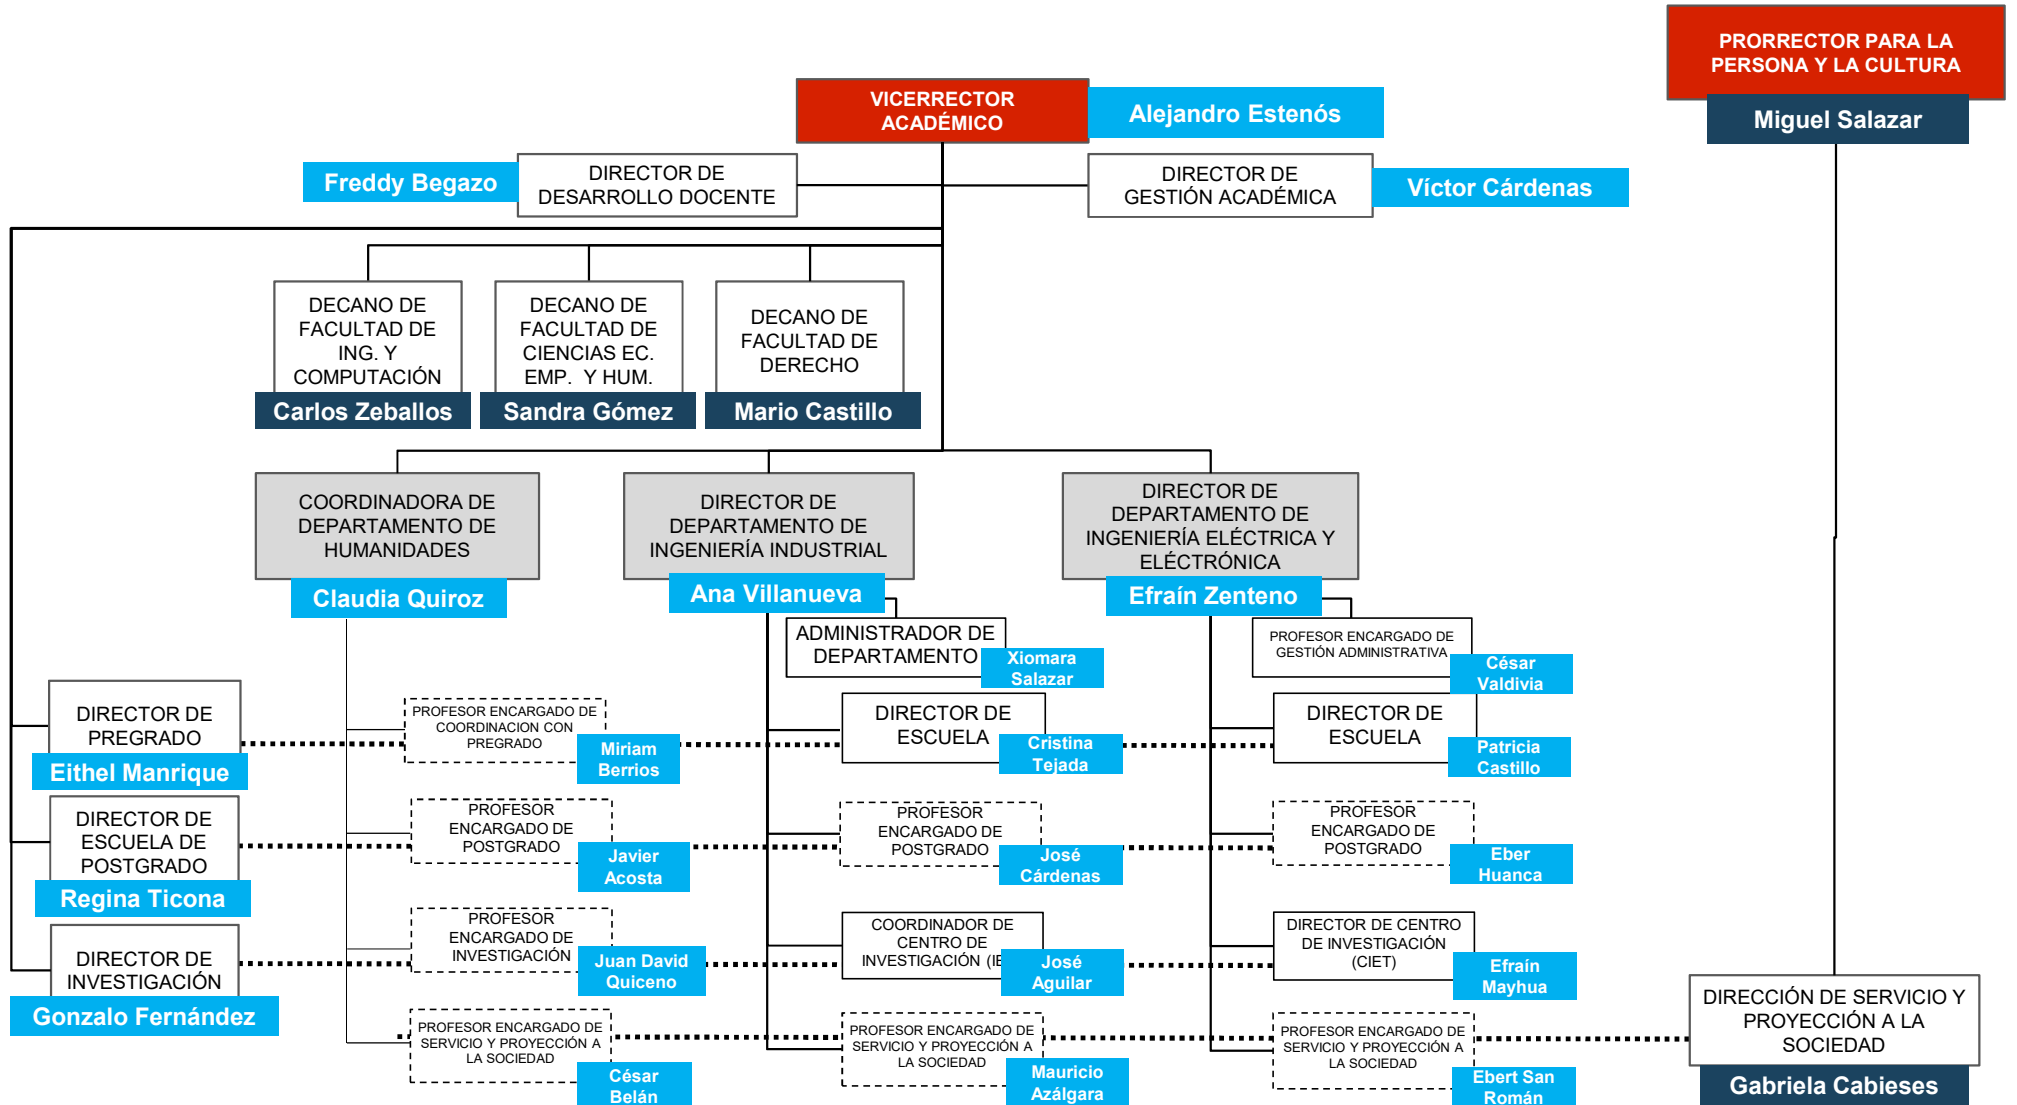 PRORRECTOR PARA LA
PERSONA Y LA CULTURA
Miguel Salazar
VICERRECTOR
ACADÉMICO
Alejandro Estenós
Freddy Begazo
DIRECTOR DE
DESARROLLO DOCENTE
DIRECTOR DE
GESTIÓN ACADÉMICA
Víctor Cárdenas
DECANO DE
FACULTAD DE
ING. Y
COMPUTACIÓN
Carlos Zeballos
DECANO DE
FACULTAD DE
CIENCIAS EC.
EMP. Y HUM.
Sandra Gómez
DECANO DE
FACULTAD DE
DERECHO
Mario Castillo
COORDINADORA DE
DEPARTAMENTO DE
HUMANIDADES
Claudia Quiroz
DIRECTOR DE
DEPARTAMENTO DE
INGENIERÍA INDUSTRIAL
Ana Villanueva
DIRECTOR DE
DEPARTAMENTO DE
INGENIERÍA ELÉCTRICA Y
ELÉCTRÓNICA
Efraín Zenteno
ADMINISTRADOR DE
DEPARTAMENTO
Xiomara
Salazar
PROFESOR ENCARGADO DE
GESTIÓN ADMINISTRATIVA
César
Valdivia
DIRECTOR DE
PREGRADO
Eithel Manrique
PROFESOR ENCARGADO DE
COORDINACION CON
PREGRADO
Miriam
Berrios
DIRECTOR DE
ESCUELA
Cristina
Tejada
DIRECTOR DE
ESCUELA
Patricia
Castillo
DIRECTOR DE
ESCUELA DE
POSTGRADO
Regina Ticona
PROFESOR
ENCARGADO DE
POSTGRADO
Javier
Acosta
PROFESOR
ENCARGADO DE
POSTGRADO
José
Cárdenas
PROFESOR
ENCARGADO DE
POSTGRADO
Eber
Huanca
DIRECTOR DE
INVESTIGACIÓN
Gonzalo Fernández
PROFESOR
ENCARGADO DE
INVESTIGACIÓN
Juan David
Quiceno
COORDINADOR DE
CENTRO DE
INVESTIGACIÓN
José
Aguilar
DIRECTOR DE CENTRO
DE INVESTIGACIÓN
(CIET)
Efraín
Mayhua
PROFESOR ENCARGADO DE
SERVICIO Y PROYECCIÓN A
LA SOCIEDAD
César
Belán
PROFESOR ENCARGADO DE
SERVICIO Y PROYECCIÓN A
LA SOCIEDAD
Mauricio
Azálgara
PROFESOR ENCARGADO DE
SERVICIO Y PROYECCIÓN A
LA SOCIEDAD
Ebert San
Román
DIRECCIÓN DE SERVICIO Y
PROYECCIÓN A LA
SOCIEDAD
Gabriela Cabieses